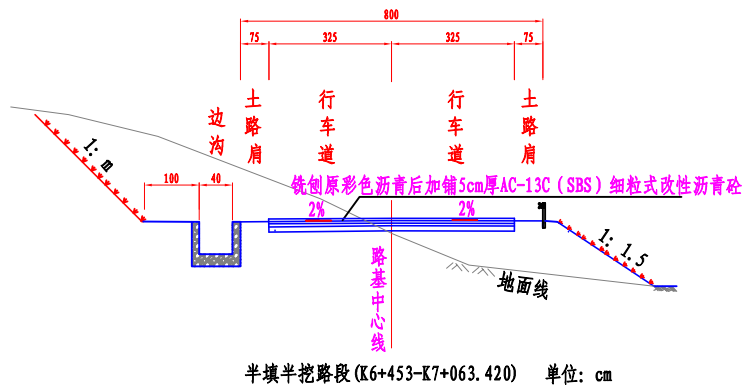 800
75 325 325 75
边沟
土路肩
行车道
行车道
土路肩
1: m
100 40
铣刨原彩色沥青后加铺5cm厚AC-13C（SBS）细粒式改性沥青砼
2% 2%
1: 1.5
路基中心线
地面线
半填半挖路段(K6+453-K7+063.420) 单位: cm